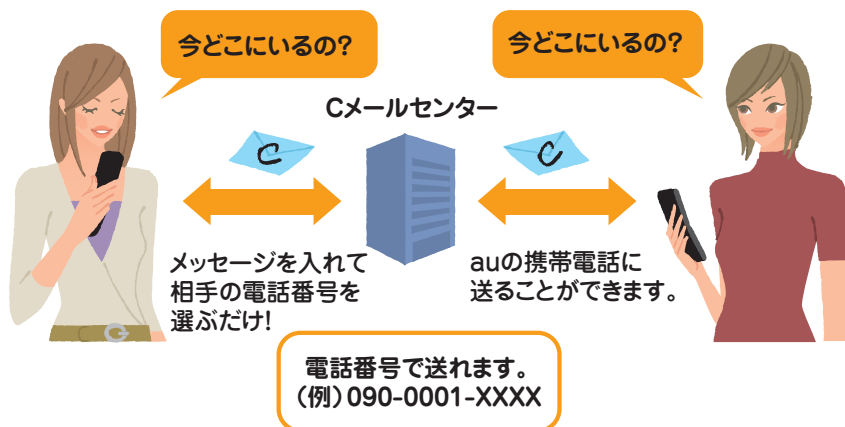 今どこにいるの?
今どこにいるの?
Cメールセンター
C
C
メッセージを入れて
相手の電話番号を
選ぶだけ!
auの携帯電話に
送ることができます。
電話番号で送れます。
（例）090-0001-XXXX